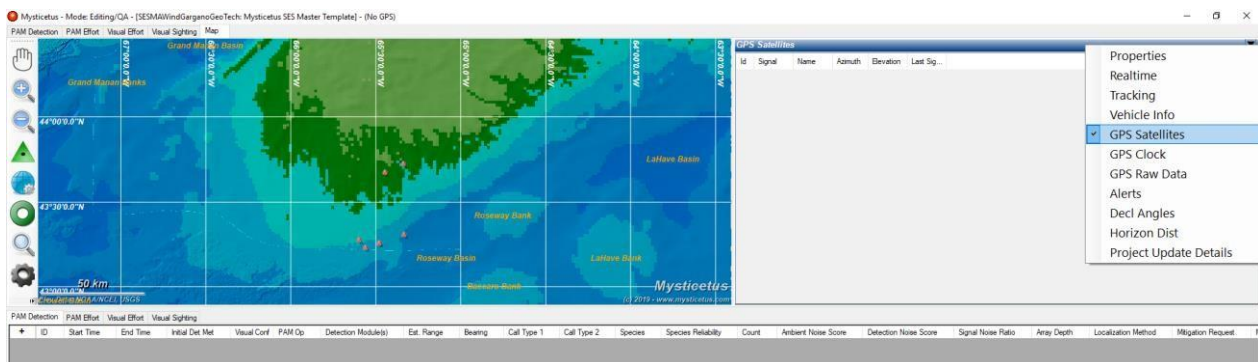 Mysticetus - Mode: Editing/QA - [SESMAWindGarganoGeoTech: Mysticetus SES Master Template] - (No GPS)
PAM Detection PAM Effort Visual Effort Visual Sighting Map
GPS Satellites
Id Signal Name Azimuth Elevation Last Sig...
Properties
Realtime
Tracking
Vehicle Info
GPS Satellites
GPS Clock
GPS Raw Data
Alerts
Decl Angles
Horizon Dist
Project Update Details
Grand Manan Basin
Grand Manan Banks
44°00'0.0"N
LaHave Basin
43°30'0.0"N
Roseway Bank
Roseway Basin
LaHave Bank
50 km
Mysticetus
43°00'0.0"N
(c) 2019 - www.mysticetus.com
PAM Detection PAM Effort Visual Effort Visual Sighting
+ ID Start Time End Time Initial Det Met Visual Conf PAM Op Detection Module(s) Est. Range Bearing Call Type 1 Call Type 2 Species Species Reliability Count Ambient Noise Score Detection Noise Score Signal Noise Ratio Array Depth Localization Method Mitigation Request